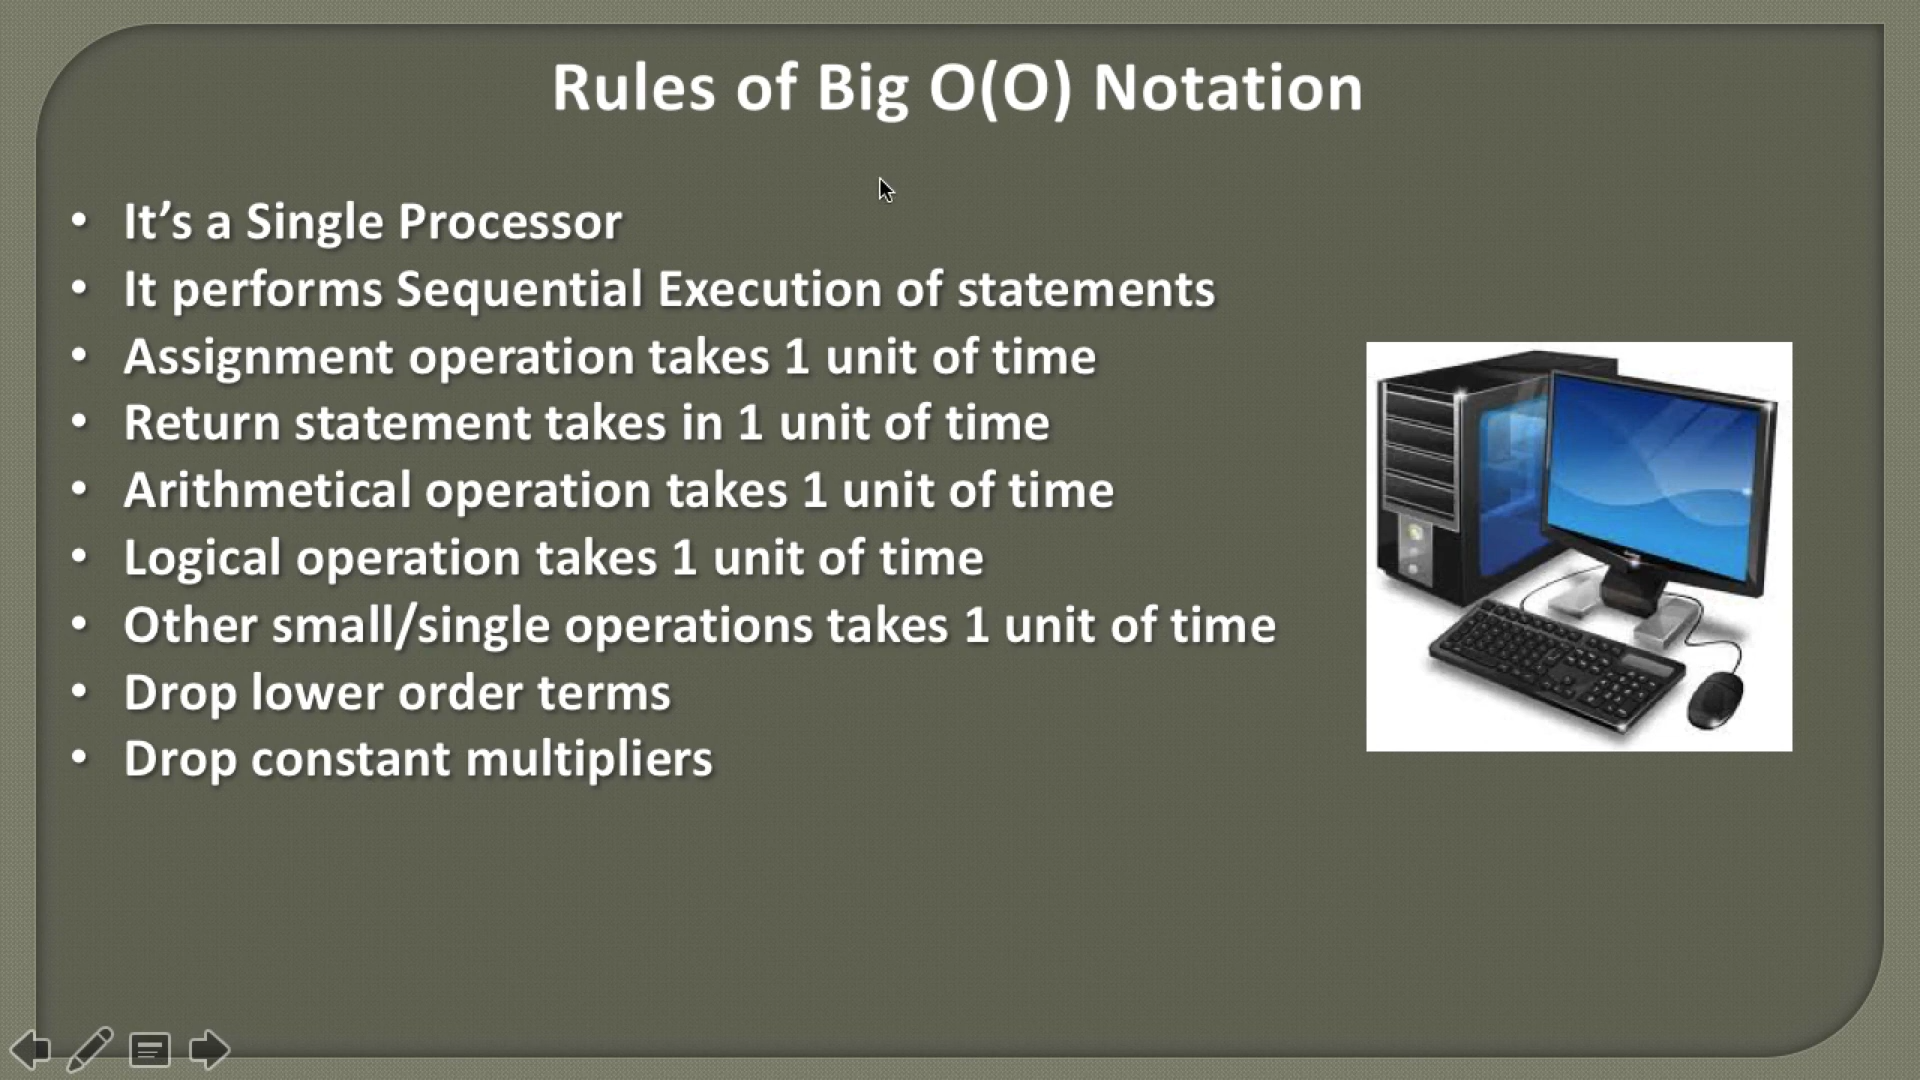 Rules of Big O(O) Notation
• It’s a Single Processor
• It performs Sequential Execution of statements
• Assignment operation takes 1 unit of time
• Return statement takes in 1 unit of time
• Arithmetical operation takes 1 unit of time
• Logical operation takes 1 unit of time
• Other small/single operations takes 1 unit of time
• Drop lower order terms
• Drop constant multipliers